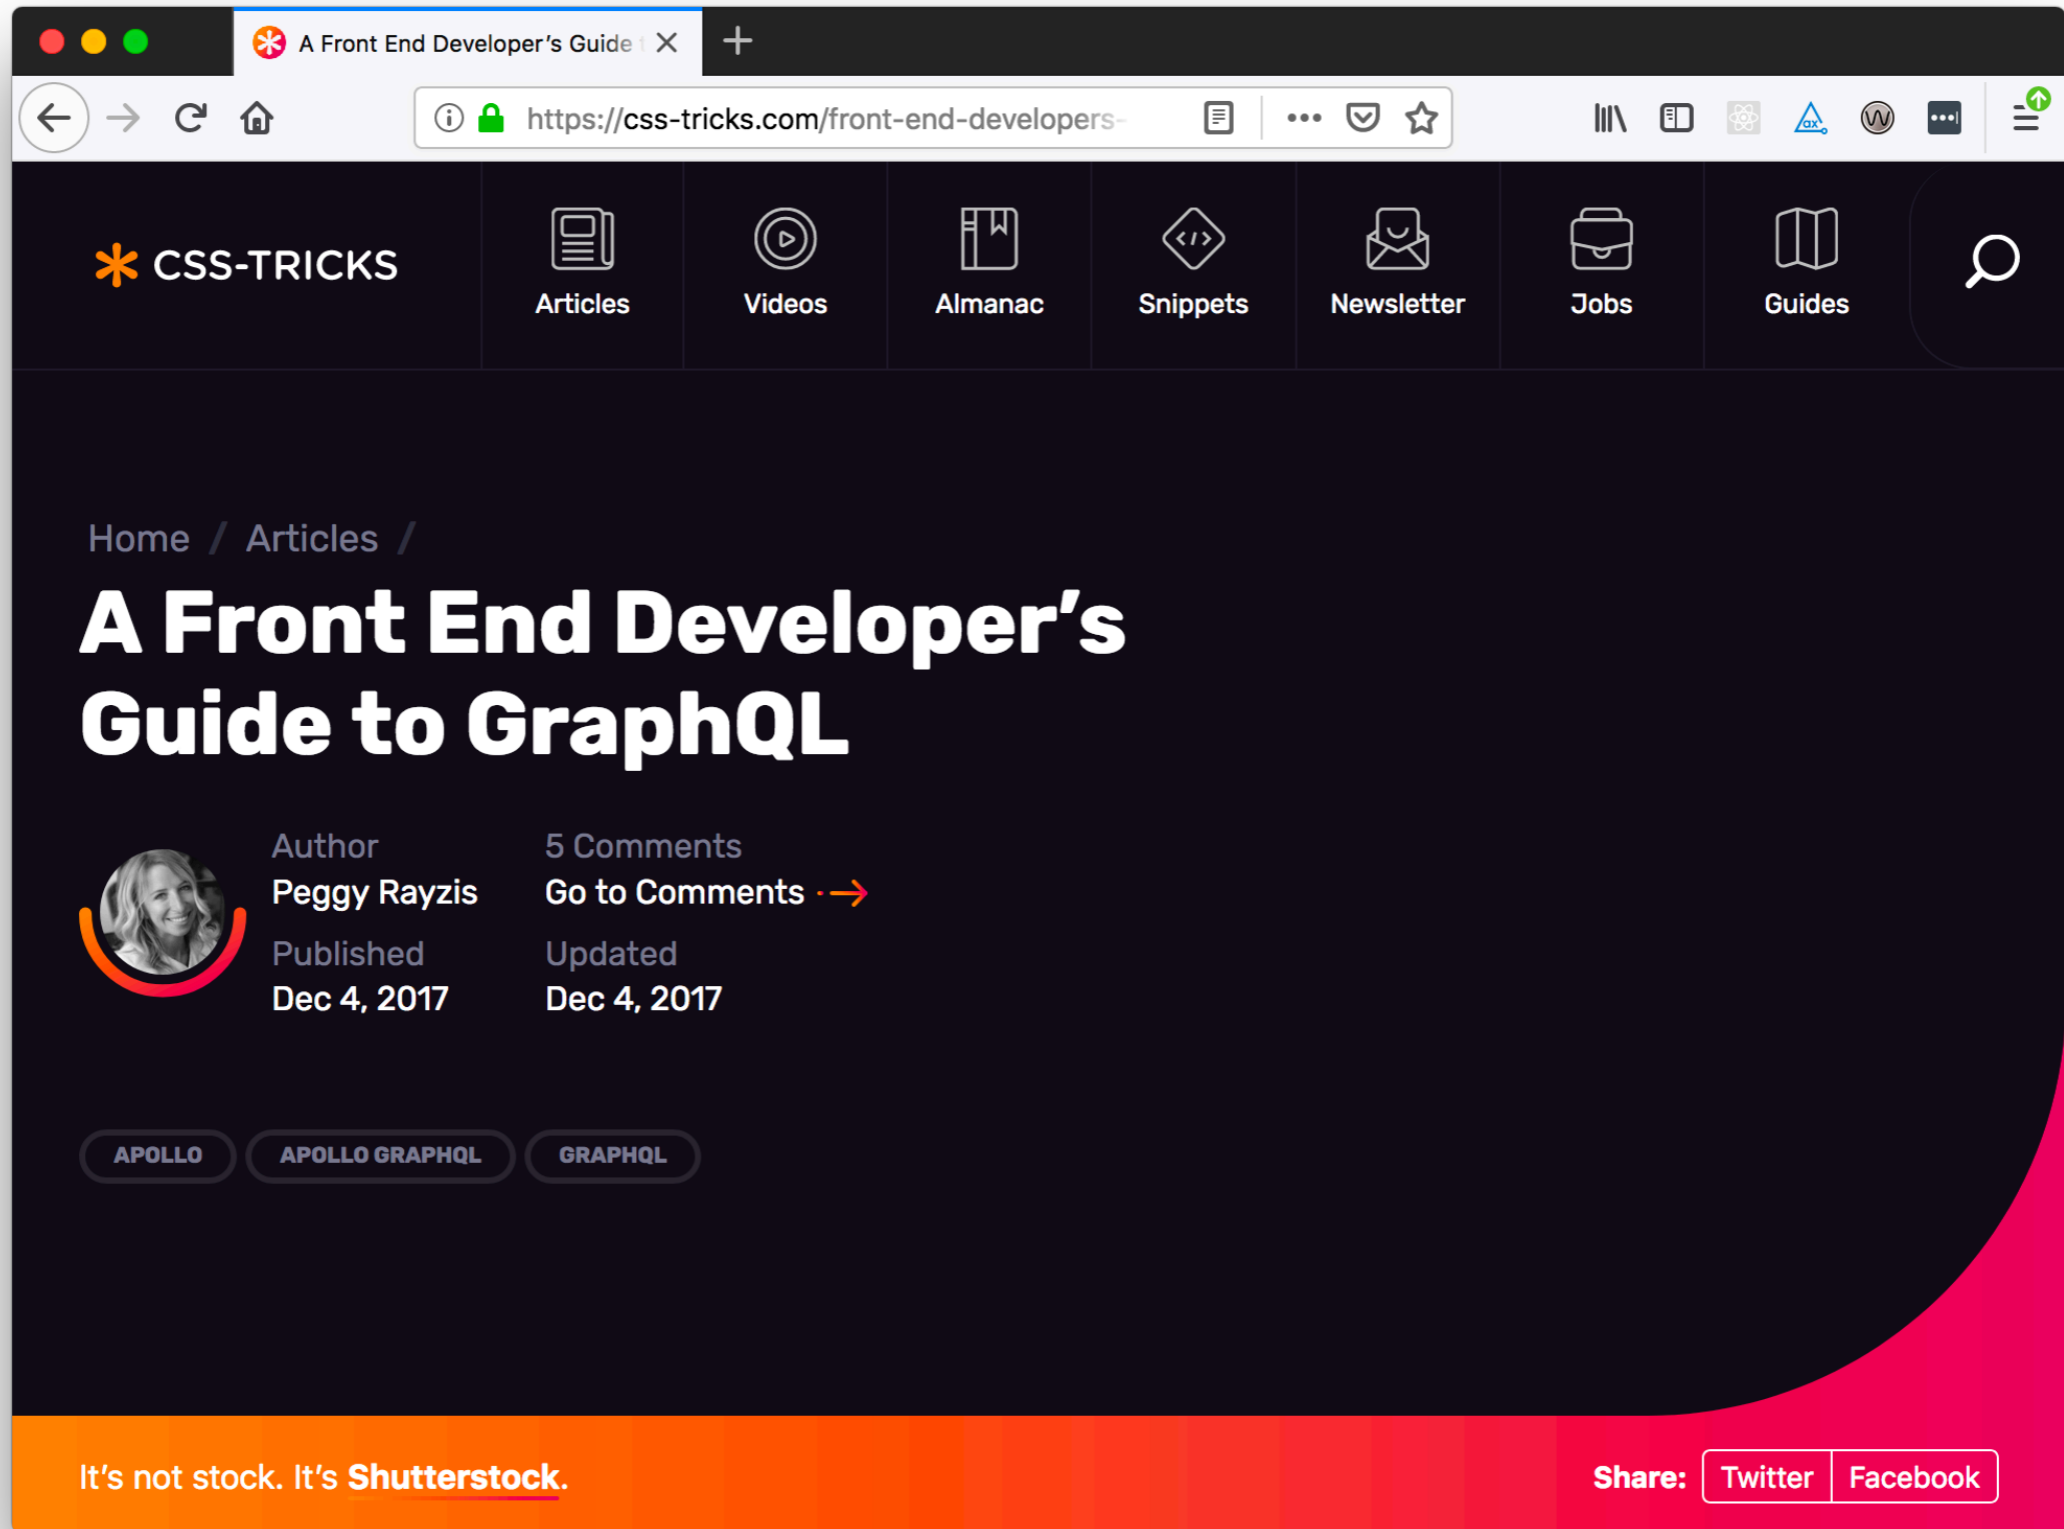 A Front End Developer's Guide
https://css-tricks.com/front-end-developers-
CSS-TRICKS
Articles
Videos
Almanac
Snippets
Newsletter
Jobs
Guides
Home / Articles /
A Front End Developer’s
Guide to GraphQL
Author
Peggy Rayzis
5 Comments
Go to Comments
Published
Dec 4, 2017
Updated
Dec 4, 2017
APOLLO
APOLLO GRAPHQL
GRAPHQL
It’s not stock. It’s Shutterstock.
Share: Twitter Facebook